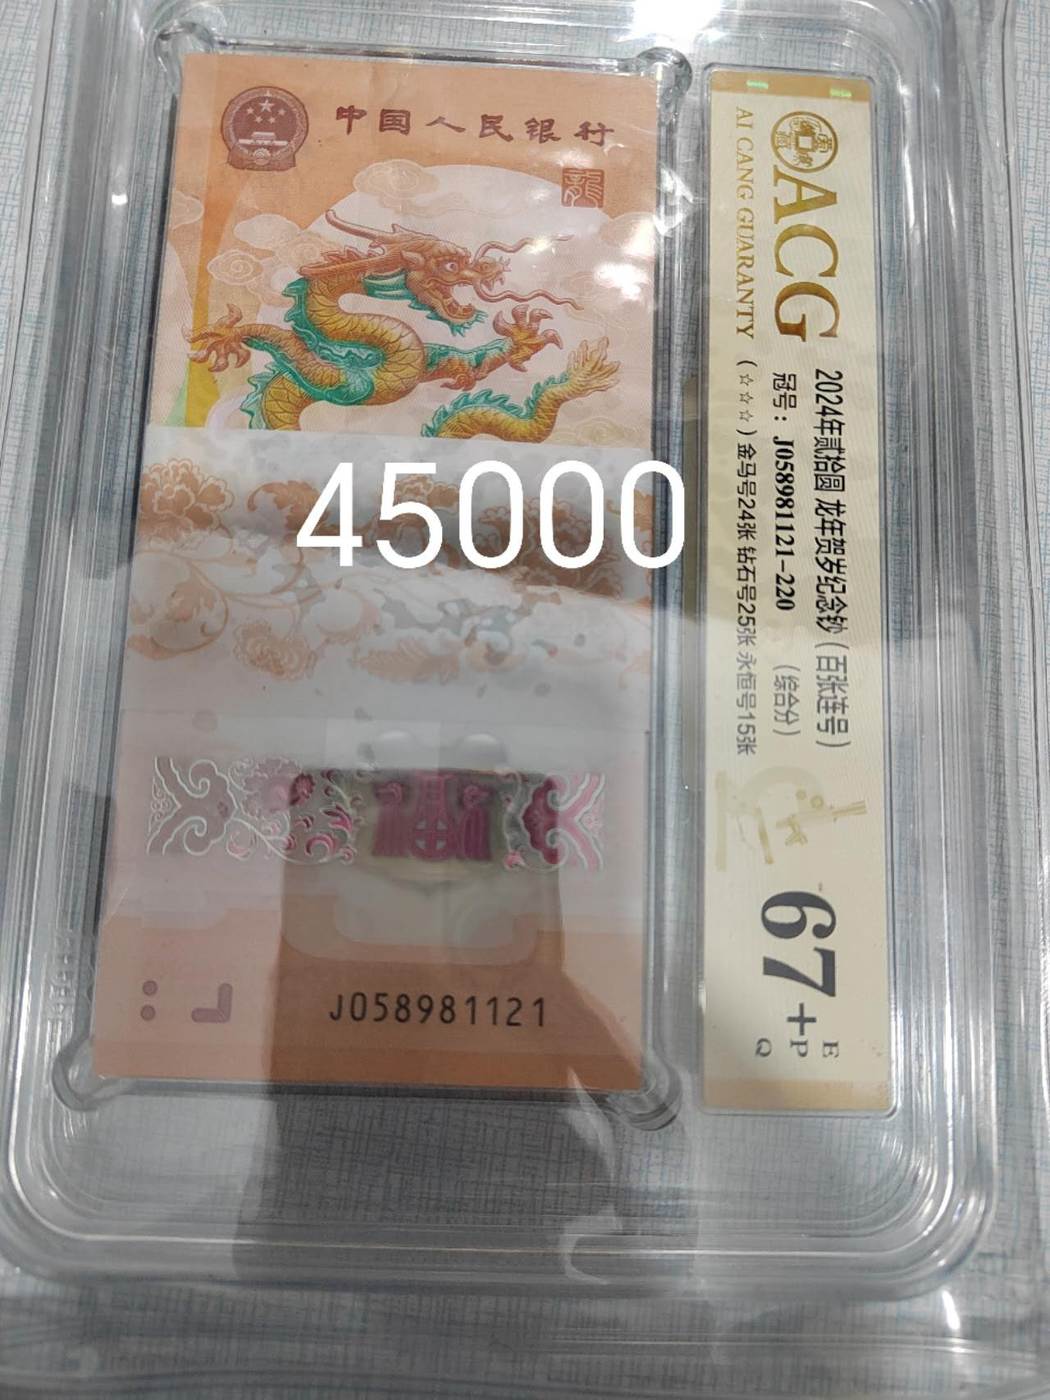 中国人民银行
龍
45000
J058981121
ACG
AI CANG GUARANTY
2024年贰拾圆 龙年贺岁纪念钞（百张连号）
冠号：J058981121-220 （综合分）
（☆☆☆）金马号24张 钻石号25张 永恒号15张
67+
E
P
Q